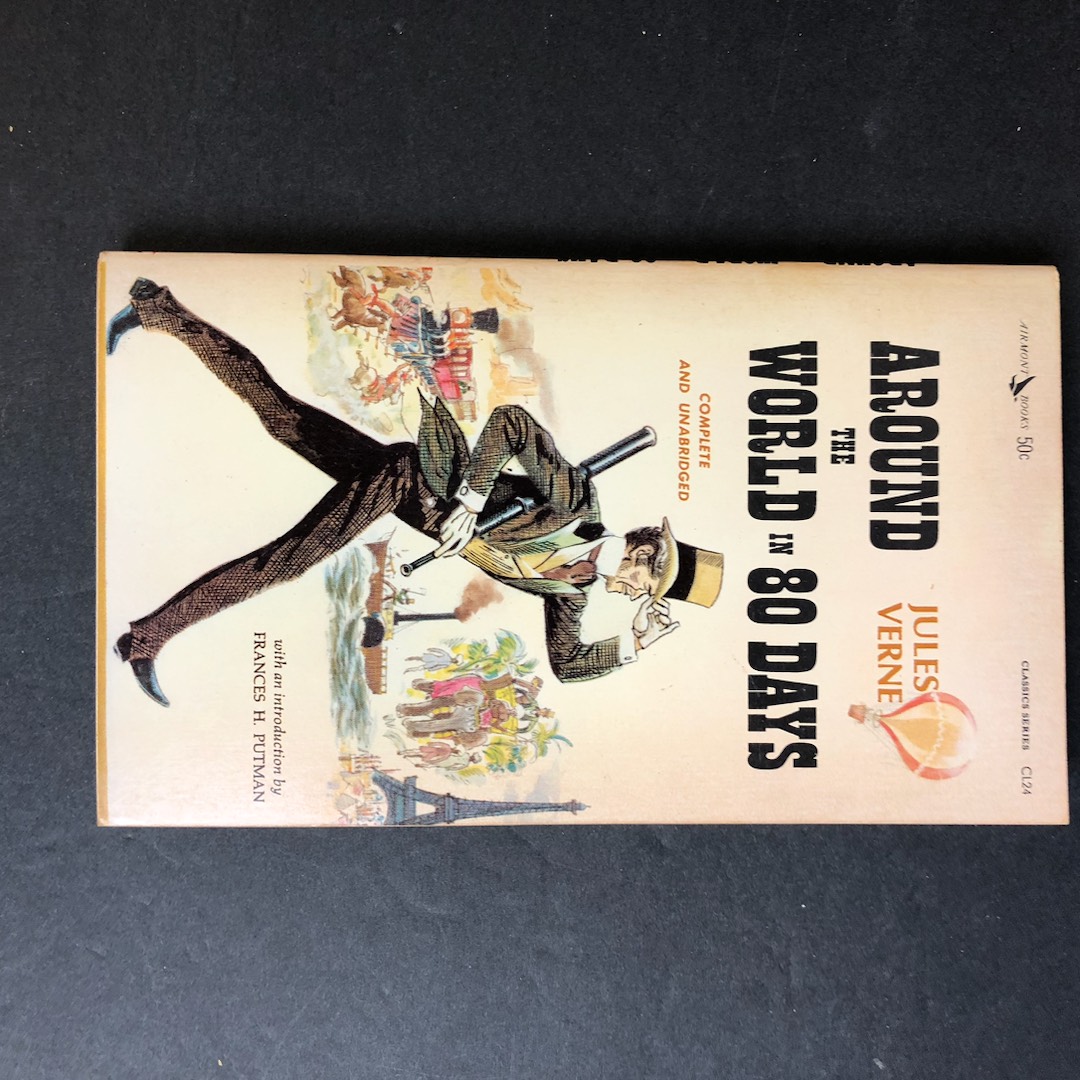 AIRMONT BOOKS 50c
CLASSICS SERIES CL24
AROUND
THE
WORLD IN 80 DAYS
JULES
VERNE
COMPLETE
AND UNABRIDGED
with an introduction by
FRANCES H. PUTMAN